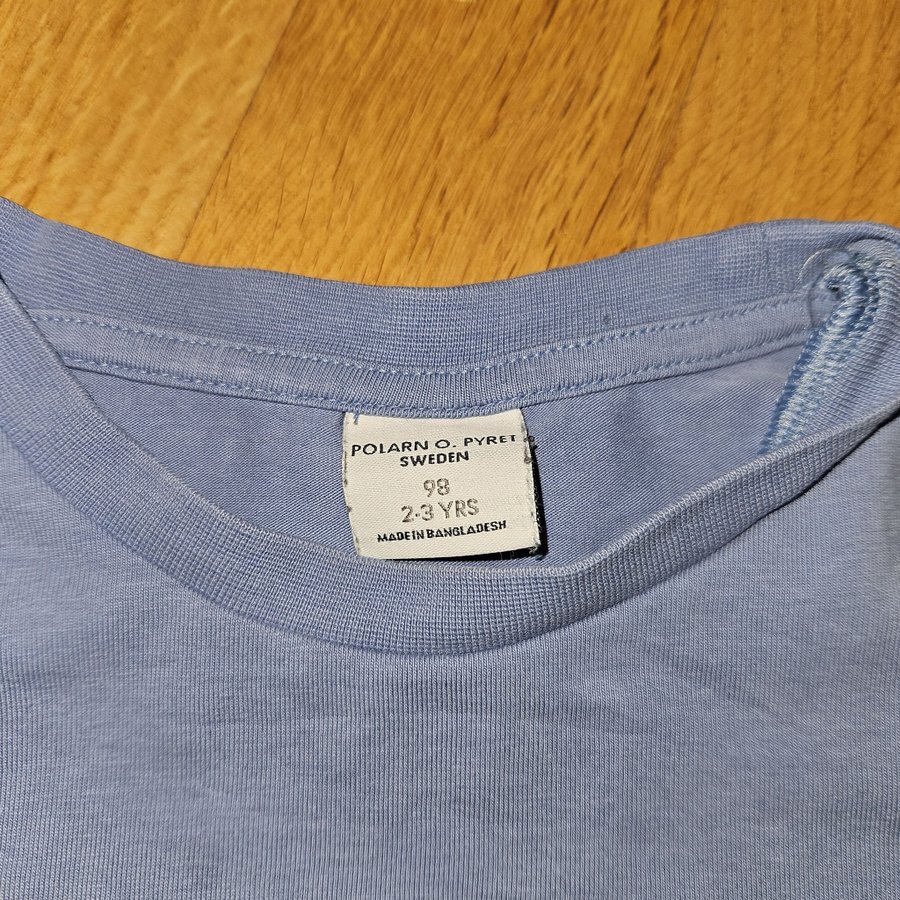 POLARN O. PYRET
SWEDEN
98
2-3 YRS
MADE IN BANGLADESH